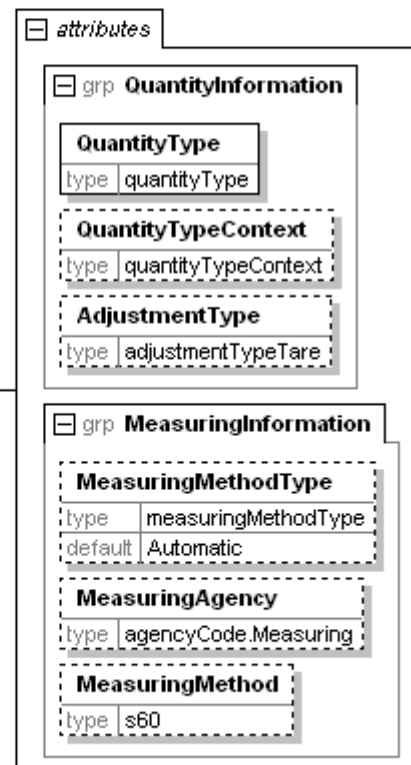 attributes
grp QuantityInformation
QuantityType
type quantityType
QuantityTypeContext
type quantityTypeContext
AdjustmentType
type adjustmentTypeTare
grp MeasuringInformation
MeasuringMethodType
type measuringMethodType
default Automatic
MeasuringAgency
type agencyCode.Measuring
MeasuringMethod
type s60